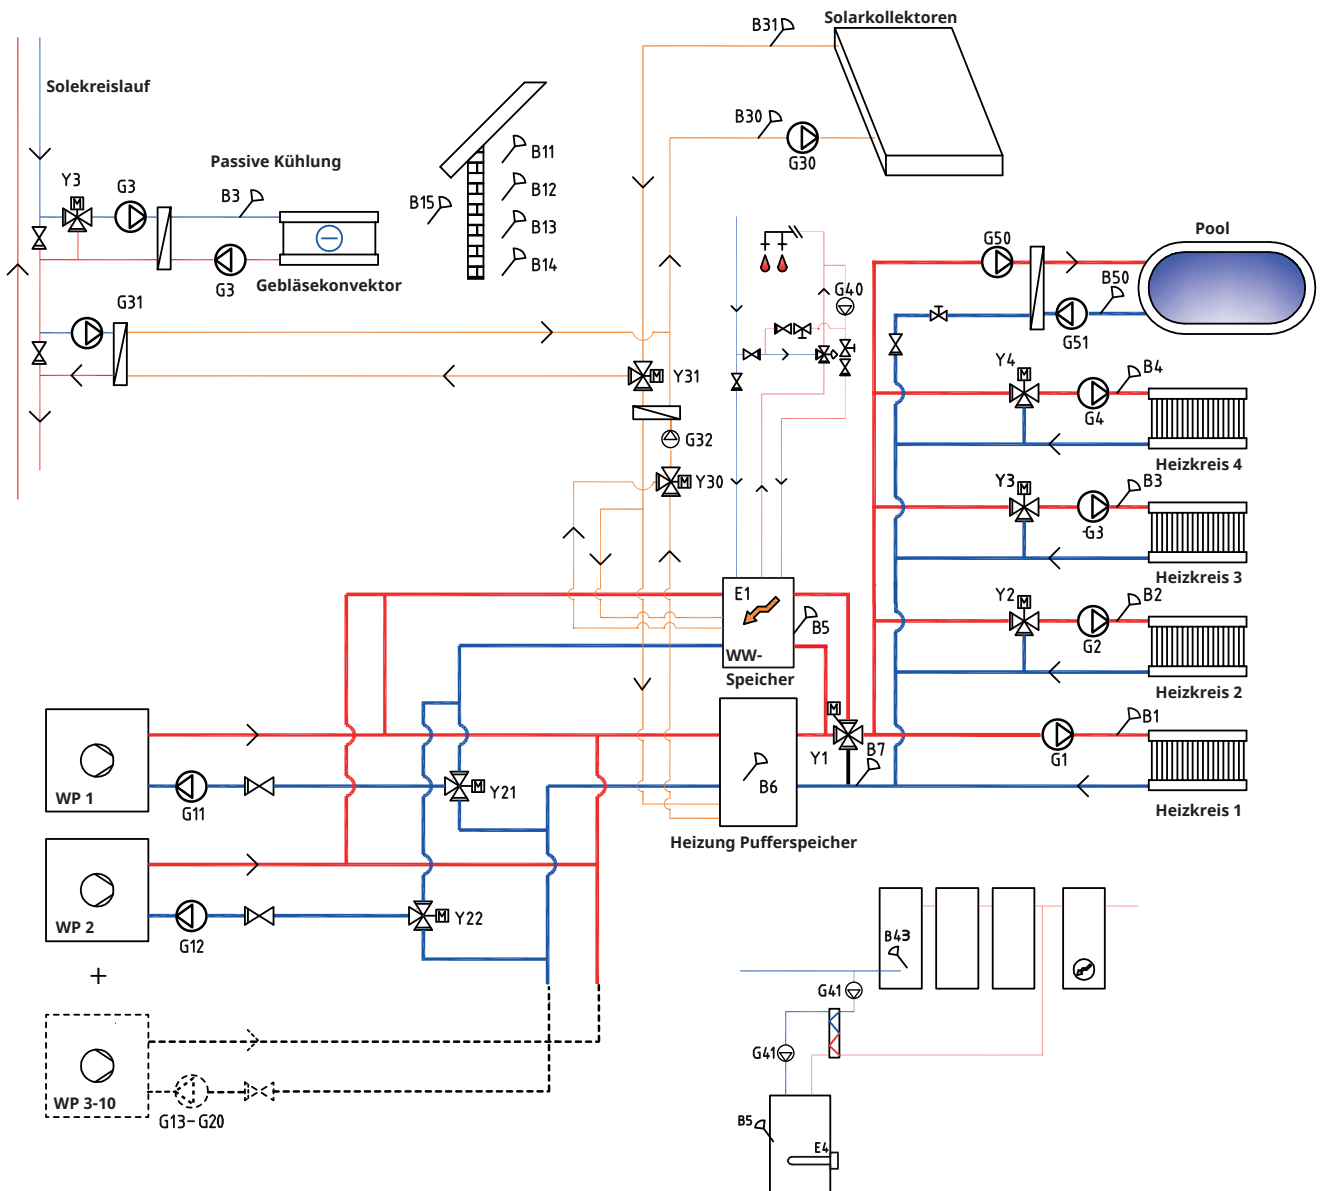 Solarkollektoren
B31
Solekreislauf
B30
G30
Passive Kühlung
B11
Y3
G3
B3
B12
B15
B13
B14
G3
Gebläsekonvektor
Pool
G50
B50
G51
G40
G31
M
Y31
M
G32
M
Y30
Y4
M
B4
G4
Heizkreis 4
Y3
M
B3
-G3
Heizkreis 3
Y2
M
B2
G2
Heizkreis 2
E1
B5
WW-
Speicher
M
Y1
B7
B1
G1
Heizkreis 1
B6
Heizung Pufferspeicher
WP 1
G11
M
Y21
WP 2
G12
M
Y22
+
WP 3-10
G13-G20
B43
G41
G41
B5
E4